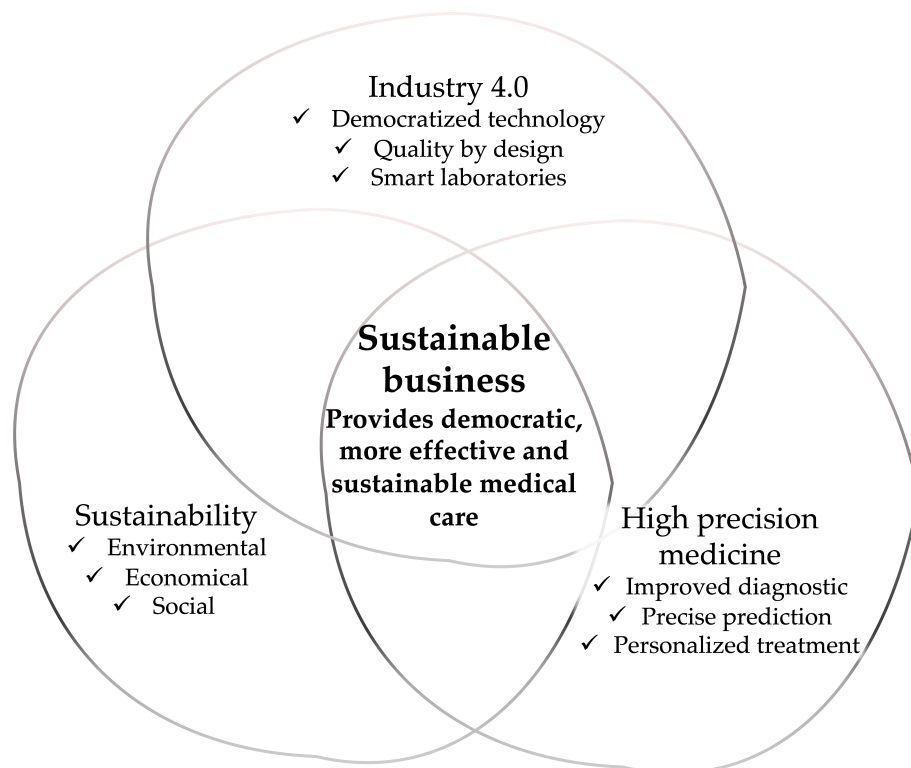 Industry 4.0
✓ Democratized technology
✓ Quality by design
✓ Smart laboratories
Sustainable
business
Provides democratic,
more effective and
sustainable medical
care
Sustainability
✓ Environmental
✓ Economical
✓ Social
High precision
medicine
✓ Improved diagnostic
✓ Precise prediction
✓ Personalized treatment